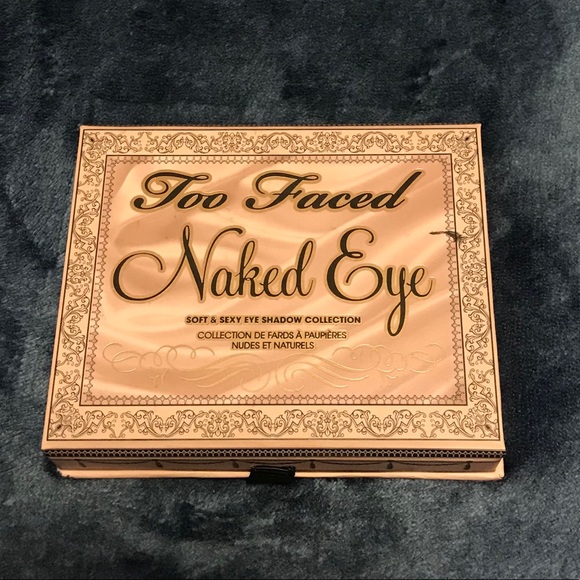 Too Faced
Naked Eye
SOFT & SEXY EYE SHADOW COLLECTION
COLLECTION DE FARDS À PAUPIÈRES
NUDES ET NATURELS